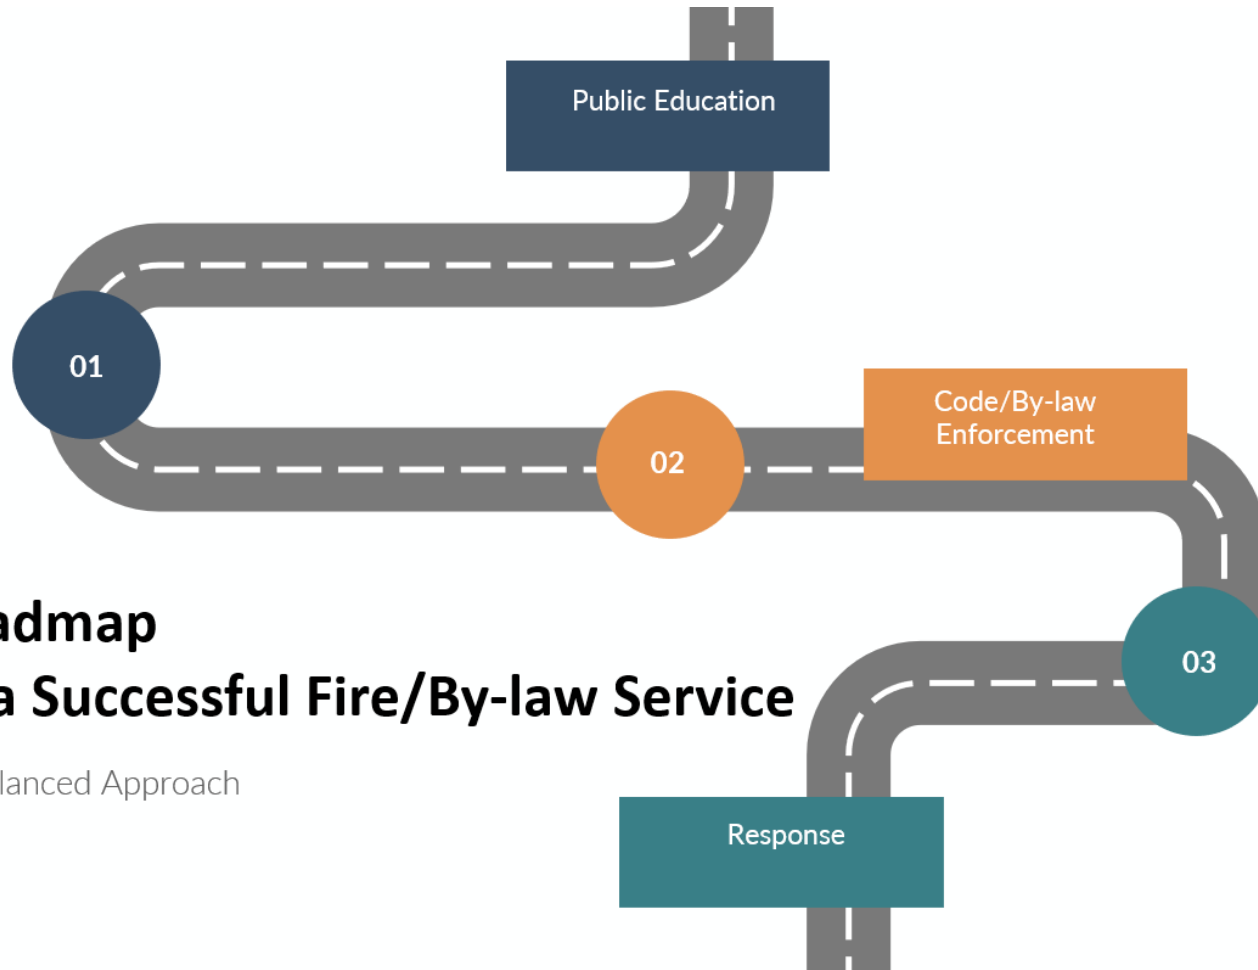 Public Education
01
02
Code/By-law
Enforcement
admap
a Successful Fire/By-law Service
03
lanced Approach
Response